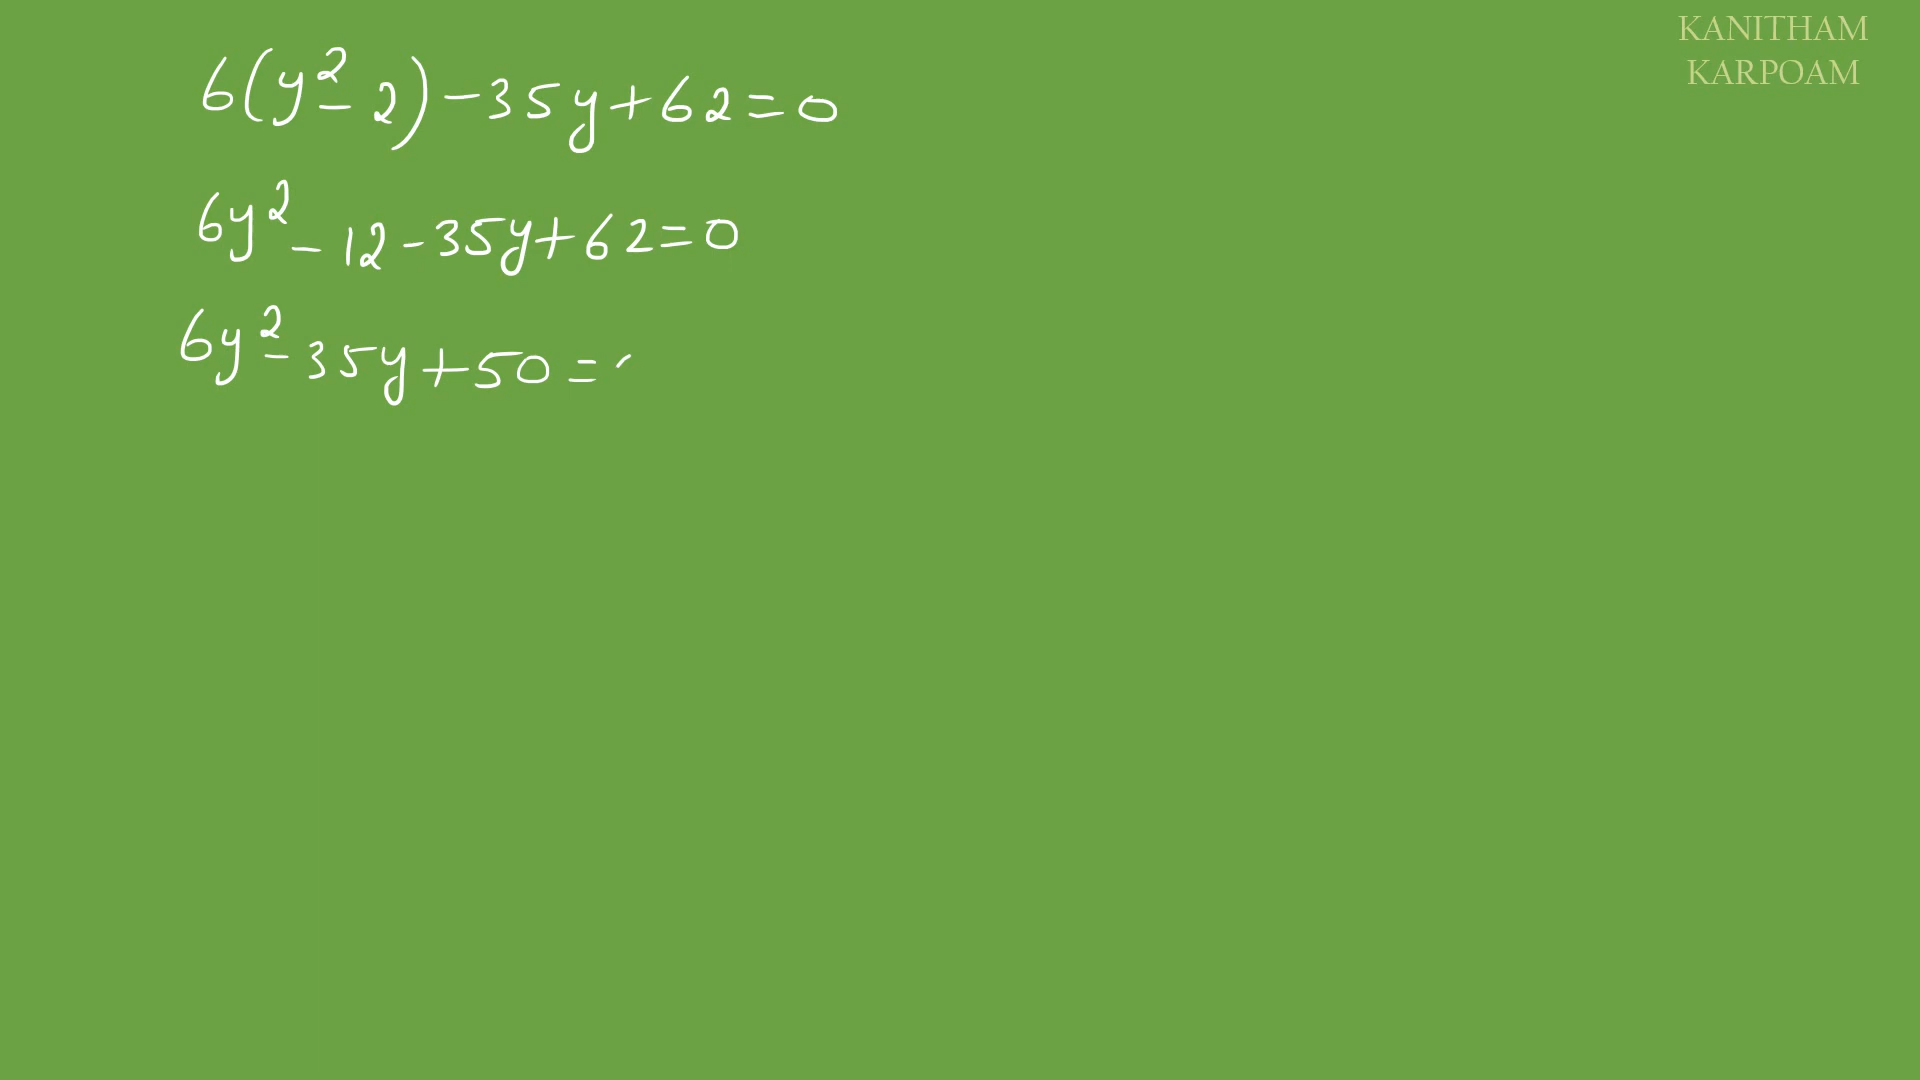 KANITHAM
KARPOAM
6(y² - 2) - 35y + 62 = 0
6y² - 12 - 35y + 62 = 0
6y² - 35y + 50 =